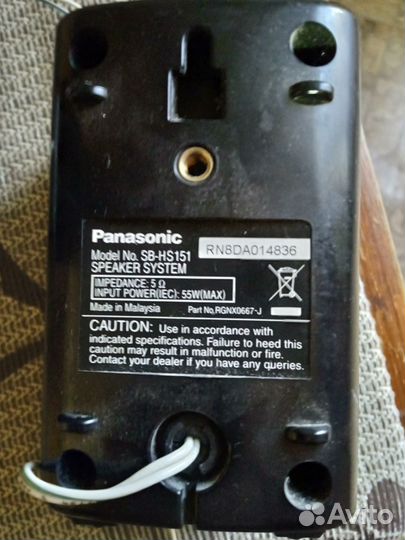 Panasonic
Model No. SB-HS151
SPEAKER SYSTEM
RN8DA014836
IMPEDANCE: 5 Ω
INPUT POWER(IEC): 55W(MAX)
Made in Malaysia
Part No,RGNX0667-J
CAUTION: Use in accordance with
indicated specifications. Failure to heed this
caution may result in malfunction or fire.
Contact your dealer if you have any queries.
Avito